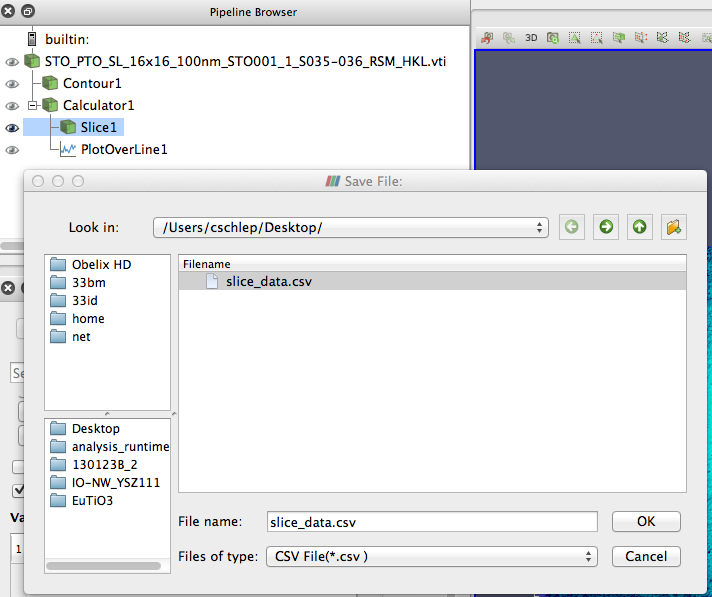 Pipeline Browser
builtin:
STO_PTO_SL_16x16_100nm_STO001_1_S035-036_RSM_HKL.vti
Contour1
Calculator1
Slice1
PlotOverLine1
3D
Save File:
Look in: /Users/cschlep/Desktop/
Obelix HD
33bm
33id
home
net
Filename
slice_data.csv
Desktop
analysis_runtime
130123B_2
IO-NW_YSZ111
EuTiO3
File name: slice_data.csv
OK
Files of type: CSV File(*.csv )
Cancel
Se
Va
1